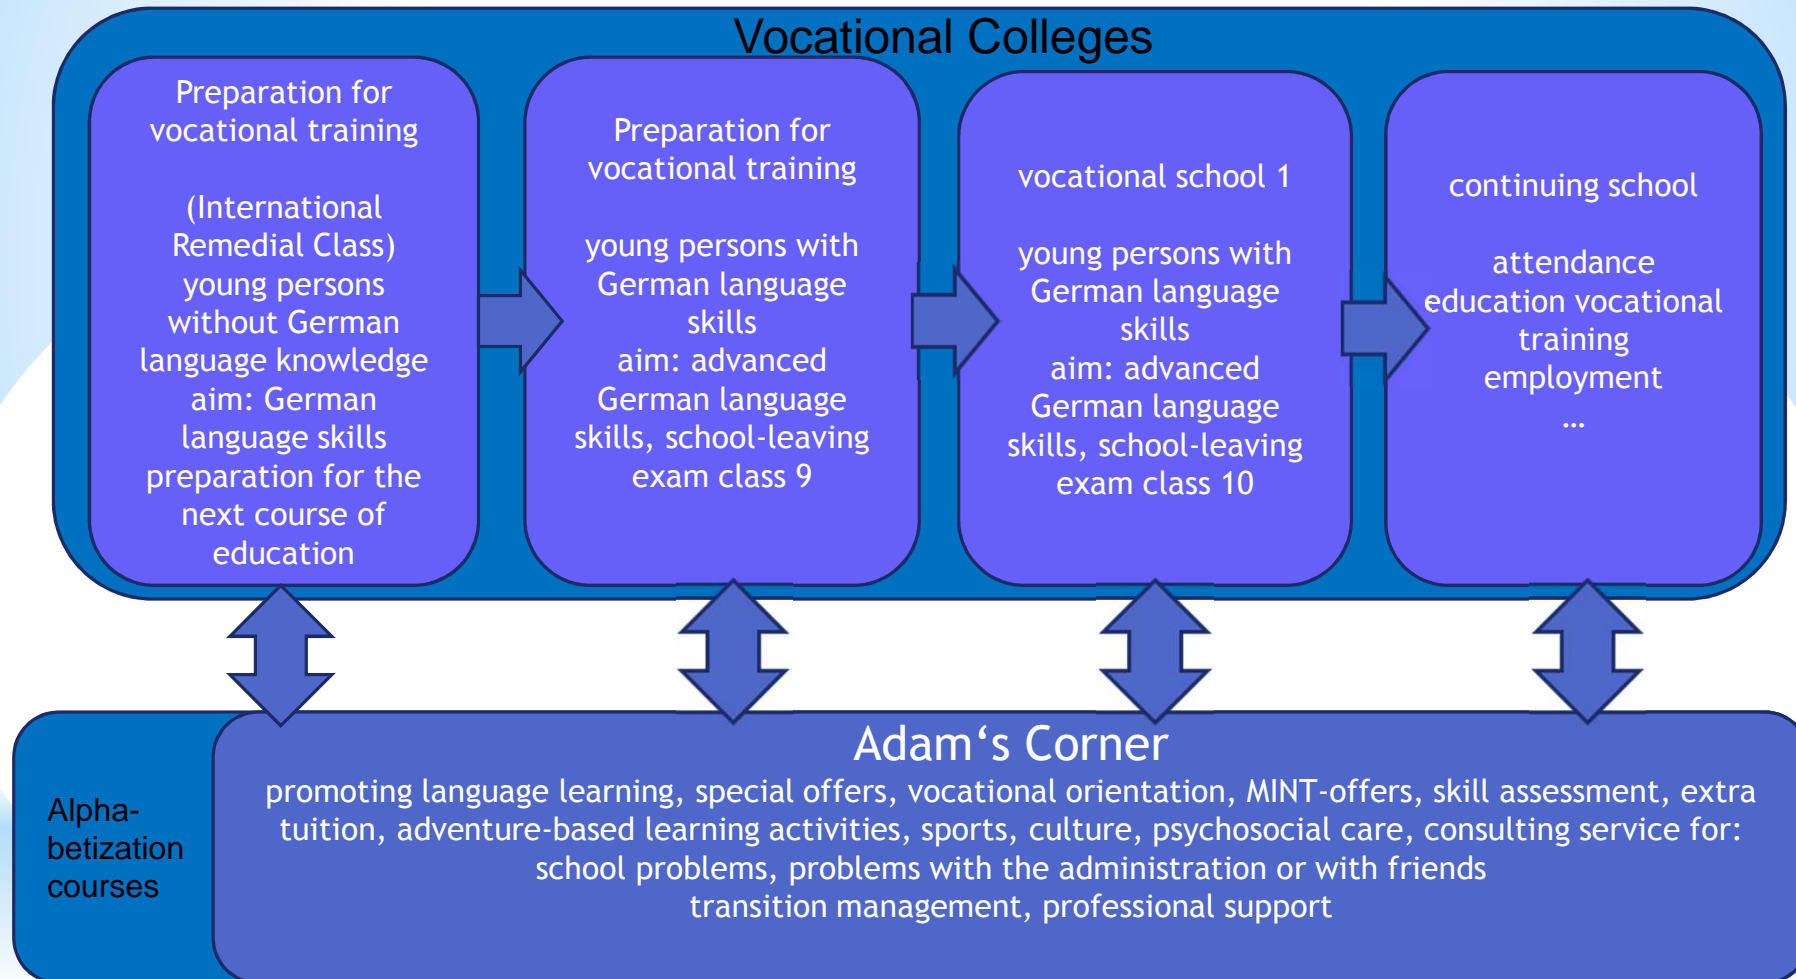 Vocational Colleges
Preparation for
vocational training
(International
Remedial Class)
young persons
without German
language knowledge
aim: German
language skills
preparation for the
next course of
education
Preparation for
vocational training
young persons with
German language
skills
aim: advanced
German language
skills, school-leaving
exam class 9
vocational school 1
young persons with
German language
skills
aim: advanced
German language
skills, school-leaving
exam class 10
continuing school
attendance
education vocational
training
employment
…
Alpha-
betization
courses
Adam‘s Corner
promoting language learning, special offers, vocational orientation, MINT-offers, skill assessment, extra
tuition, adventure-based learning activities, sports, culture, psychosocial care, consulting service for:
school problems, problems with the administration or with friends
transition management, professional support